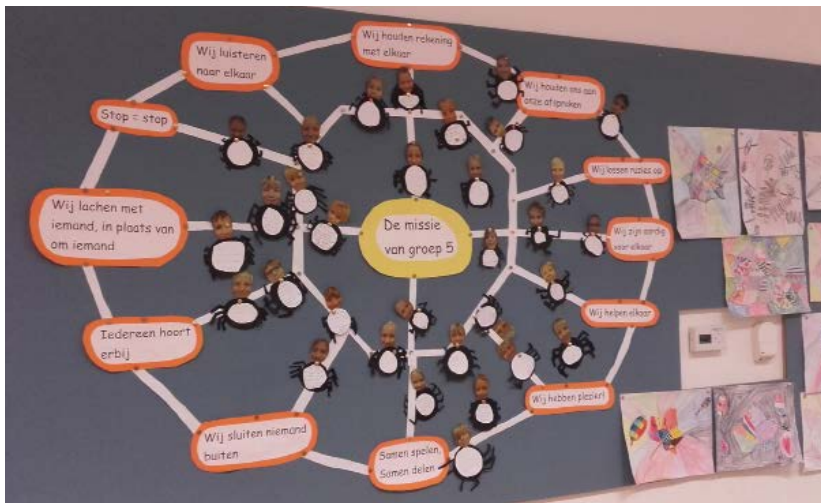 Wij houden rekening
met elkaar
Wij luisteren
naar elkaar
Wij houden ons aan
onze afspraken
Stop = stop
Wij lossen ruzies op
Wij lachen met
iemand, in plaats van
om iemand
De missie
van groep 5
Wij zijn aardig
voor elkaar
Iedereen hoort
erbij
Wij helpen elkaar
Wij hebben plezier!
Wij sluiten niemand
buiten
Samen spelen,
Samen delen